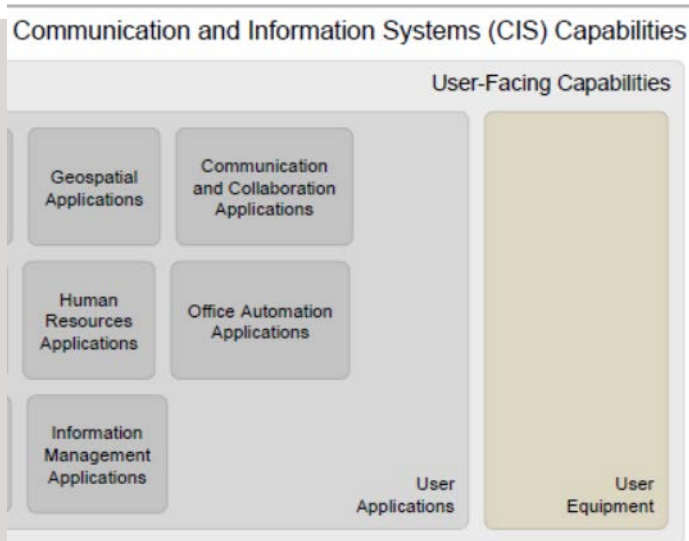 Communication and Information Systems (CIS) Capabilities
User-Facing Capabilities
Geospatial
Applications
Communication
and Collaboration
Applications
Human
Resources
Applications
Office Automation
Applications
Information
Management
Applications
User
Applications
User
Equipment